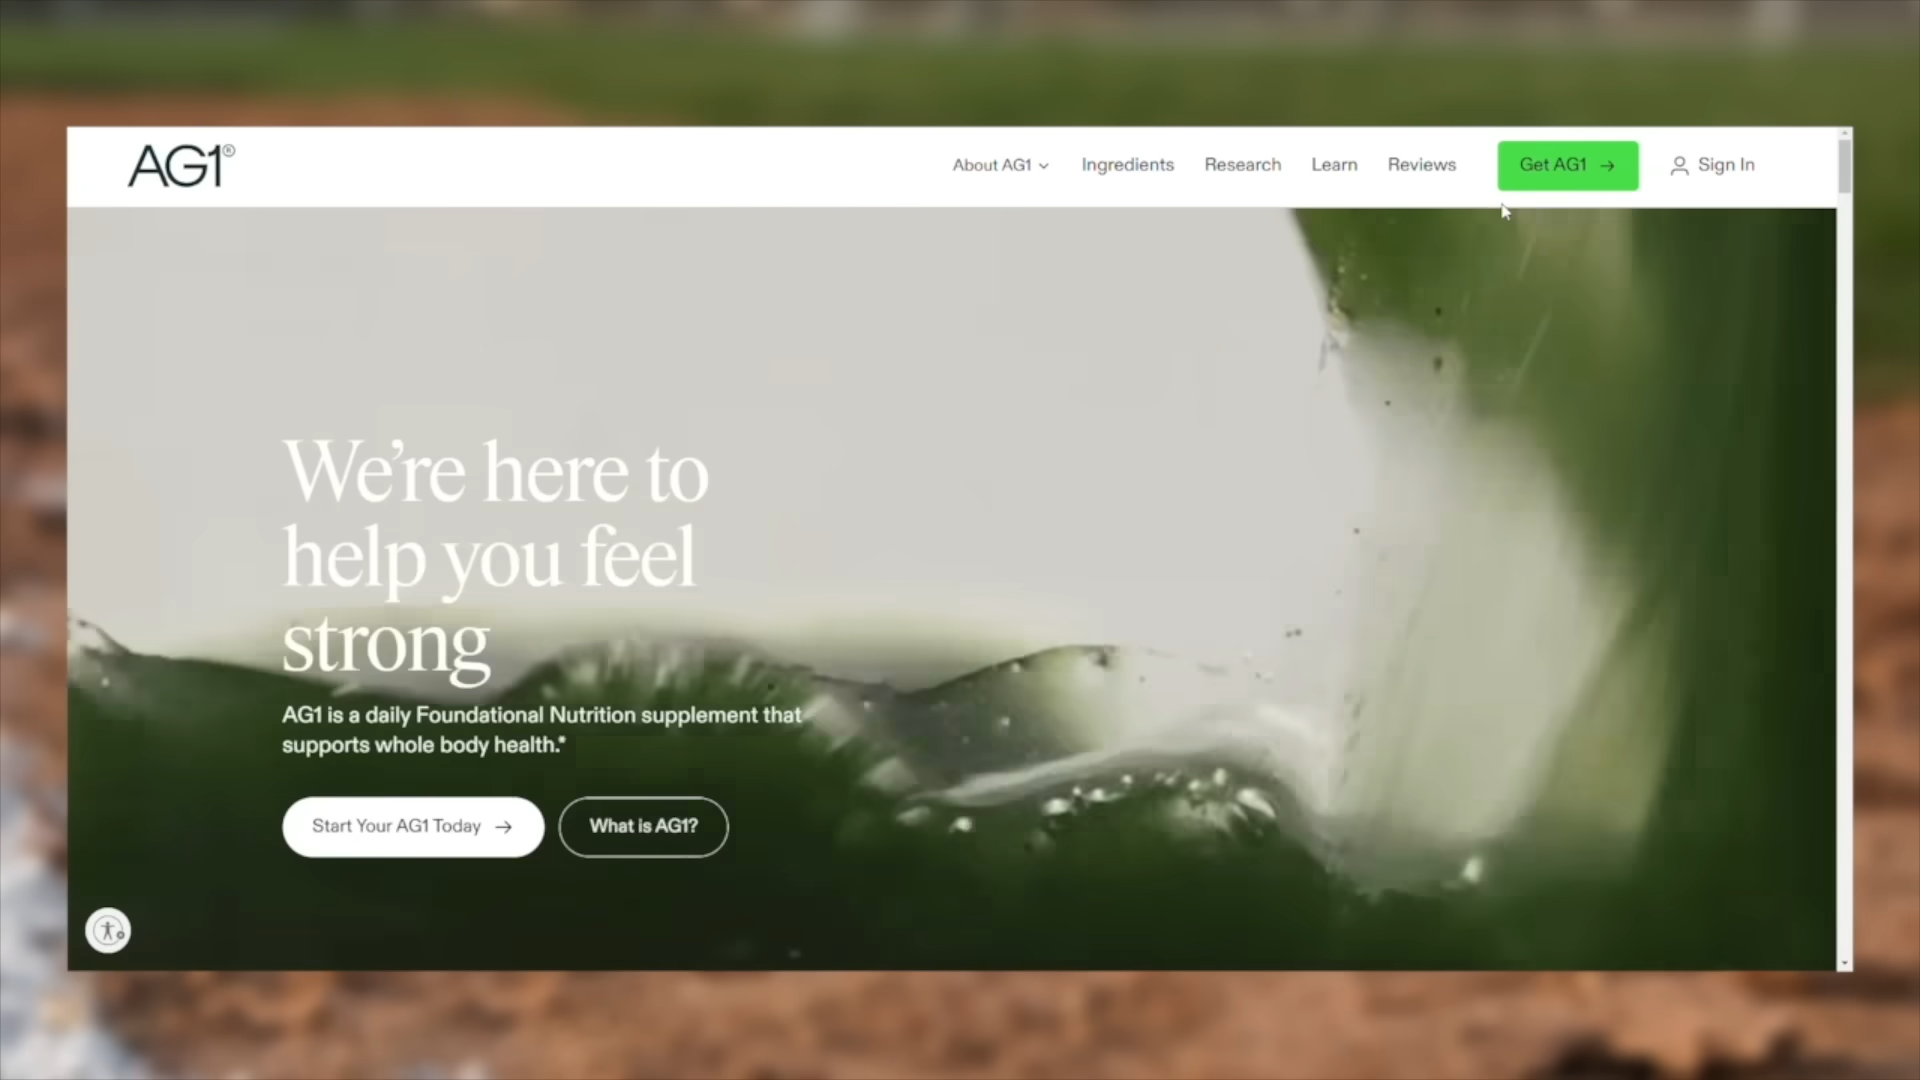 AG1®
About AG1
Ingredients
Research
Learn
Reviews
Get AG1 →
Sign In
We're here to
help you feel
strong
AG1 is a daily Foundational Nutrition supplement that
supports whole body health.*
Start Your AG1 Today →
What is AG1?